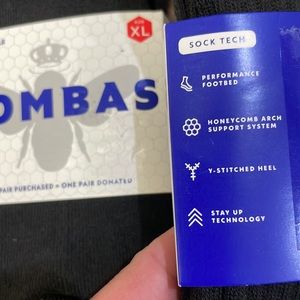 SIZE
XL
OMBAS
PAIR PURCHASED = ONE PAIR DONATED
SOCK TECH
PERFORMANCE
FOOTBED
HONEYCOMB ARCH
SUPPORT SYSTEM
Y-STITCHED HEEL
STAY UP
TECHNOLOGY